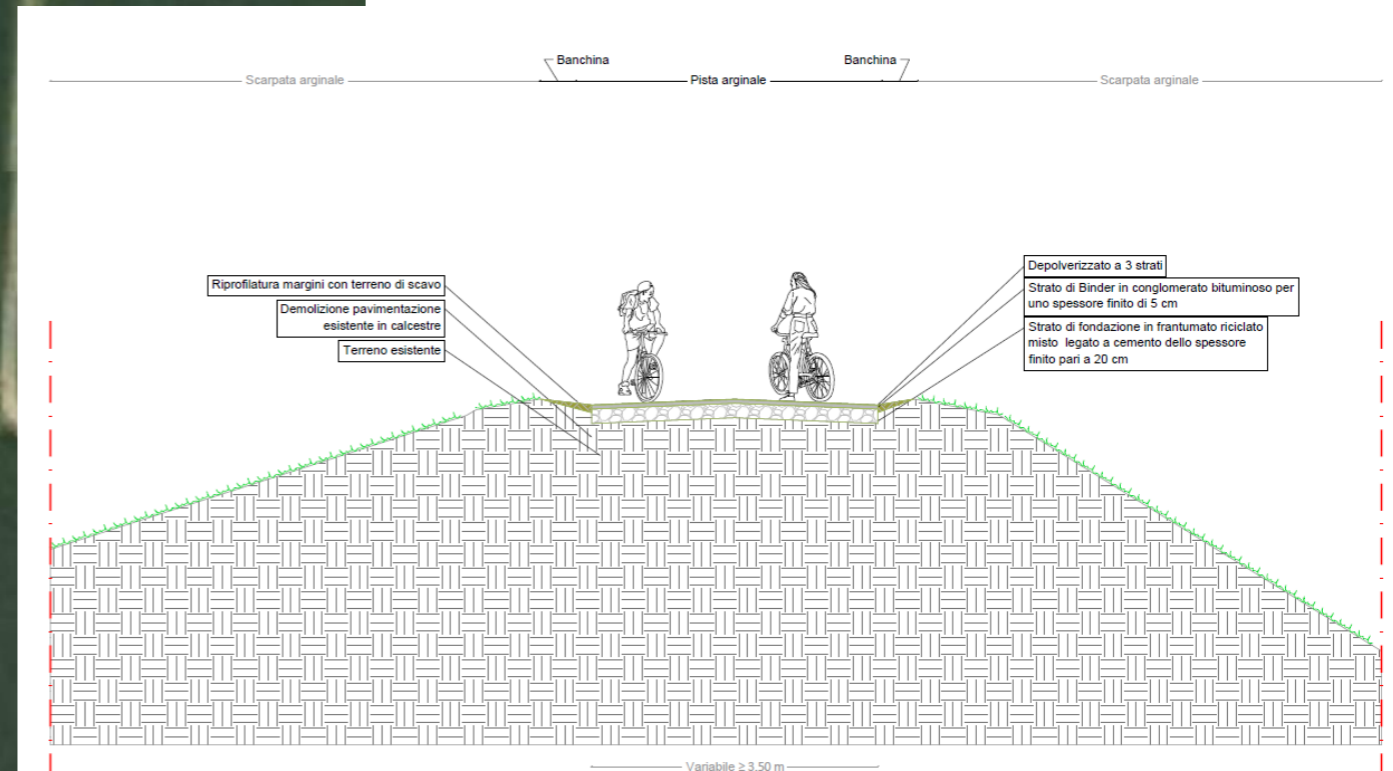 Banchina
Banchina
Scarpata arginale
Pista arginale
Scarpata arginale
Riprofilatura margini con terreno di scavo
Demolizione pavimentazione
esistente in calcestre
Terreno esistente
Depolverizzato a 3 strati
Strato di Binder in conglomerato bituminoso per
uno spessore finito di 5 cm
Strato di fondazione in frantumato riciclato
misto legato a cemento dello spessore
finito pari a 20 cm
Variabile ≥ 3.50 m